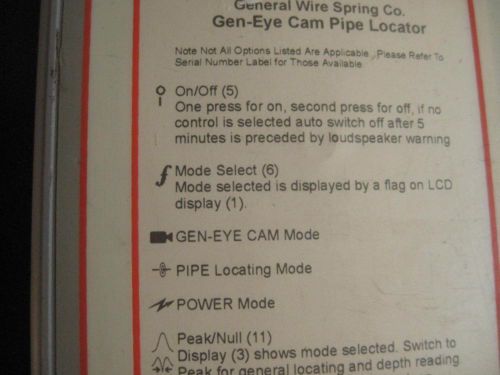 General Wire Spring Co.
Gen-Eye Cam Pipe Locator
Note Not All Options Listed Are Applicable , Please Refer To
Serial Number Label for Those Available
On/Off (5)
One press for on, second press for off, if no
control is selected auto switch off after 5
minutes is preceded by loudspeaker warning
Mode Select (6)
Mode selected is displayed by a flag on LCD
display (1).
GEN-EYE CAM Mode
PIPE Locating Mode
POWER Mode
Peak/Null (11)
Display (3) shows mode selected. Switch to
Peak for general locating and depth reading